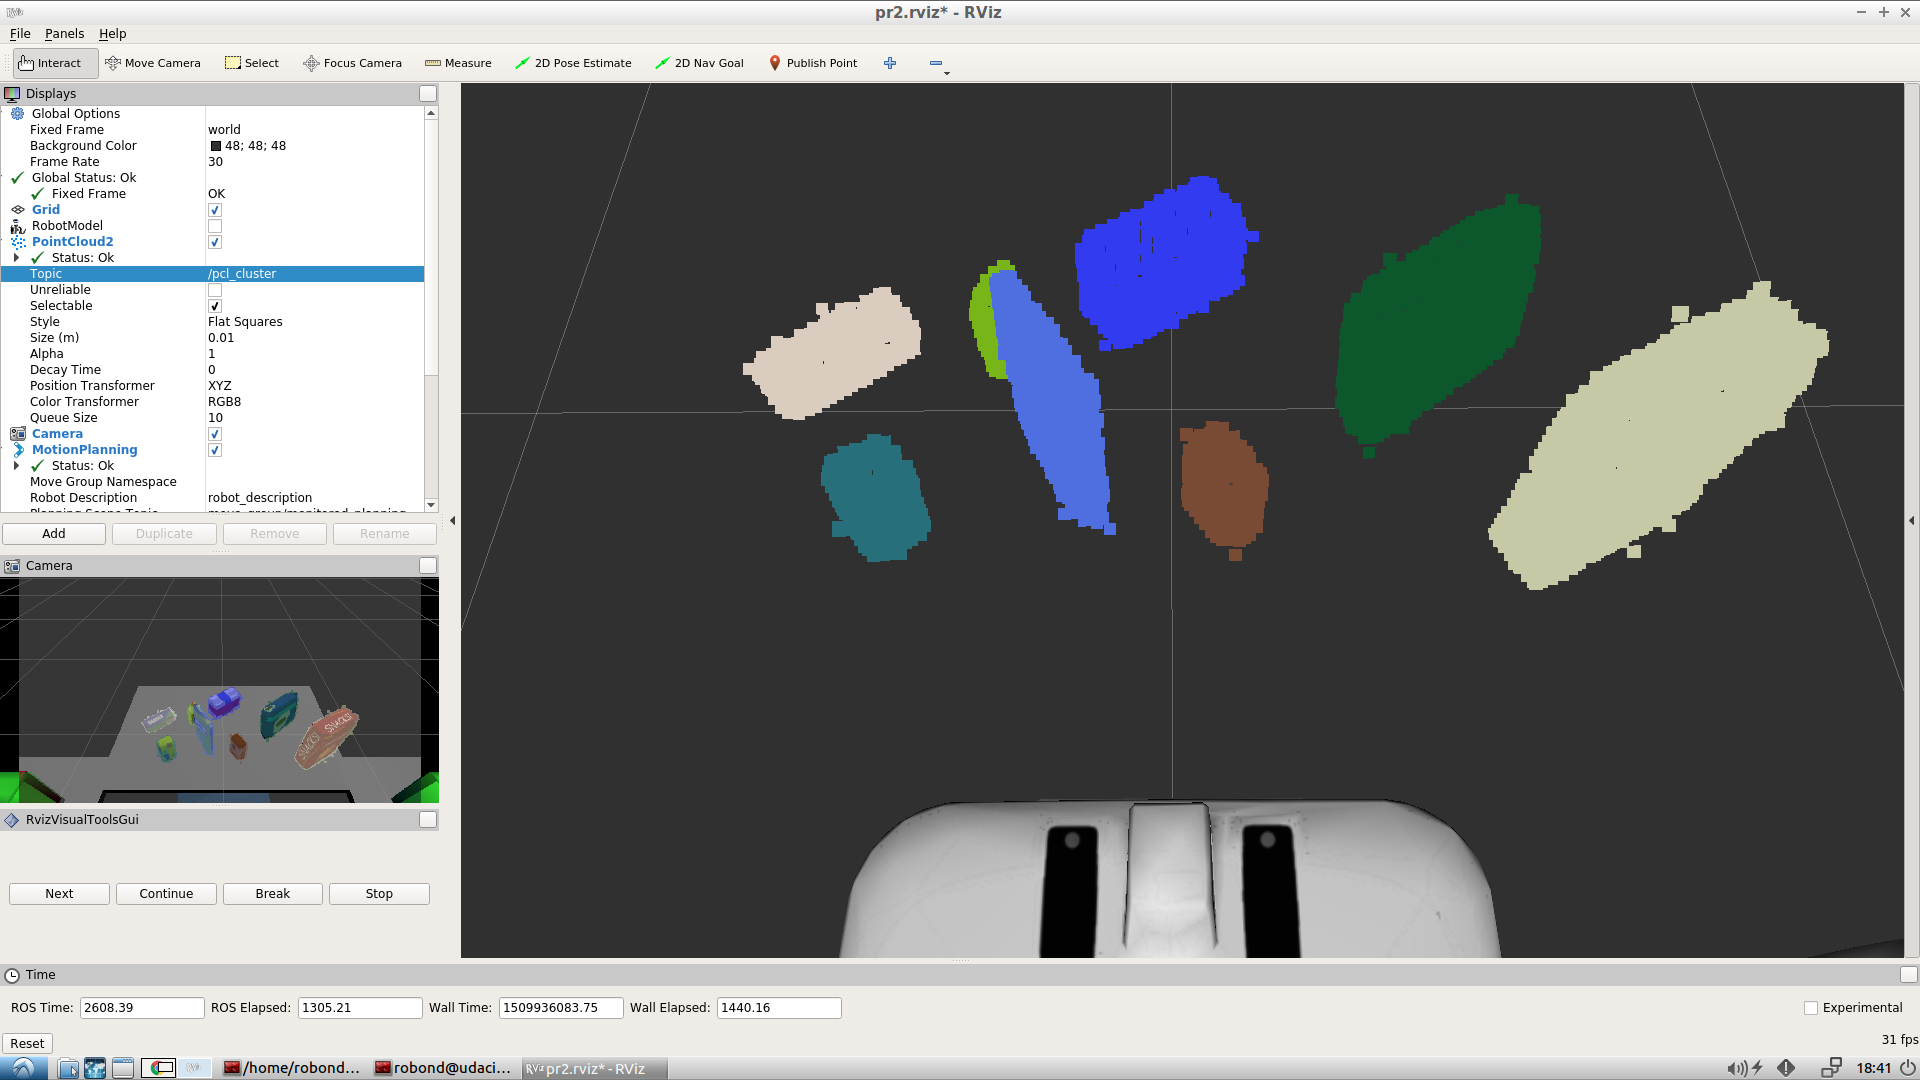 pr2.rviz* - RViz
File Panels Help
Interact Move Camera Select Focus Camera Measure 2D Pose Estimate 2D Nav Goal Publish Point
Displays
Global Options
Fixed Frame world
Background Color 48; 48; 48
Frame Rate 30
Global Status: Ok
Fixed Frame OK
Grid
RobotModel
PointCloud2
Status: Ok
Topic /pcl_cluster
Unreliable
Selectable
Style Flat Squares
Size (m) 0.01
Alpha 1
Decay Time 0
Position Transformer XYZ
Color Transformer RGB8
Queue Size 10
Camera
MotionPlanning
Status: Ok
Move Group Namespace
Robot Description robot_description
Add Duplicate Remove Rename
Camera
SNACKS! SNACKS!
RvizVisualToolsGui
Next Continue Break Stop
Time
ROS Time: 2608.39 ROS Elapsed: 1305.21 Wall Time: 1509936083.75 Wall Elapsed: 1440.16 Experimental
Reset 31 fps
/home/robond... robond@udaci... RViz pr2.rviz* - RViz 18:41